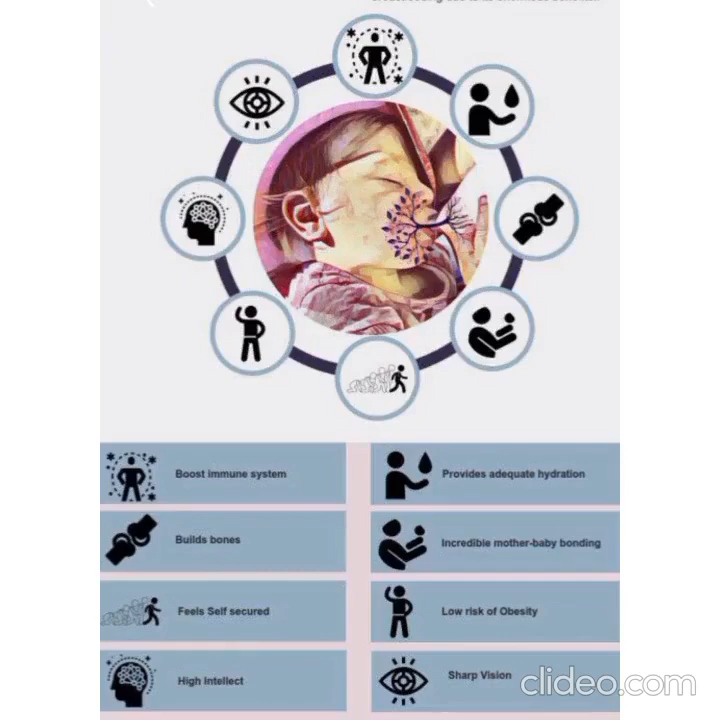 Boost immune system
Provides adequate hydration
Builds bones
Incredible mother-baby bonding
Feels Self secured
Low risk of Obesity
High Intellect
Sharp Vision
clideo.com